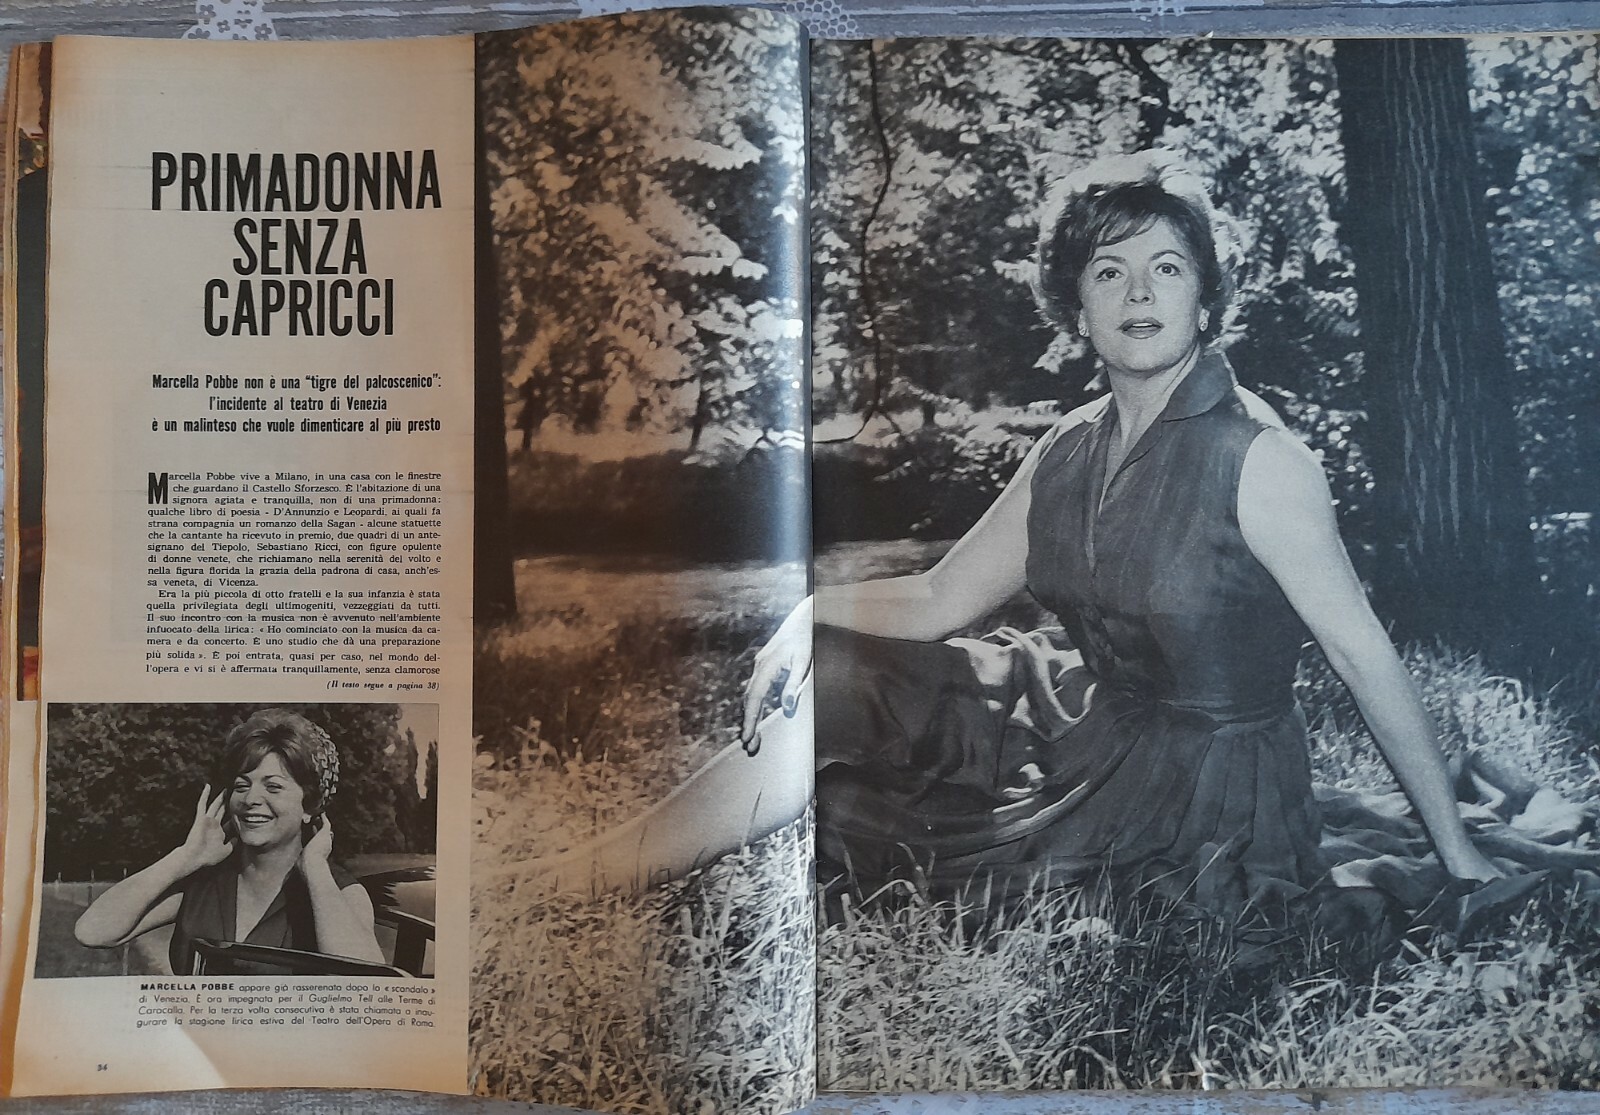 PRIMADONNA
SENZA
CAPRICCI
Marcella Pobbe non è una "tigre del palcoscenico":
l'incidente al teatro di Venezia
è un malinteso che vuole dimenticare al più presto
Marcella Pobbe vive a Milano, in una casa con le finestre
che guardano il Castello Sforzesco. È l'abitazione di una
signora agiata e tranquilla, non di una primadonna:
qualche libro di poesia - D'Annunzio e Leopardi, ai quali fa
strana compagnia un romanzo della Sagan - alcune statuette
che la cantante ha ricevuto in premio, due quadri di un ante-
signano del Tiepolo, Sebastiano Ricci, con figure opulente
di donne venete, che richiamano nella serenità del volto e
nella figura florida la grazia della padrona di casa, anch'es-
sa veneta, di Vicenza.
Era la più piccola di otto fratelli e la sua infanzia è stata
quella privilegiata degli ultimogeniti, vezzeggiati da tutti.
Il suo incontro con la musica non è avvenuto nell'ambiente
infuocato della lirica: « Ho cominciato con la musica da ca-
mera e da concerto. È uno studio che dà una preparazione
più solida ». È poi entrata, quasi per caso, nel mondo del-
l'opera e vi si è affermata tranquillamente, senza clamorose
(Il testo segue a pagina 38)
MARCELLA POBBE appare già rasserenata dopo lo « scandalo »
di Venezia. È ora impegnata per il Guglielmo Tell alle Terme di
Caracalla. Per la terza volta consecutiva è stata chiamata a inau-
gurare la stagione lirica estiva del Teatro dell'Opera di Roma.
34